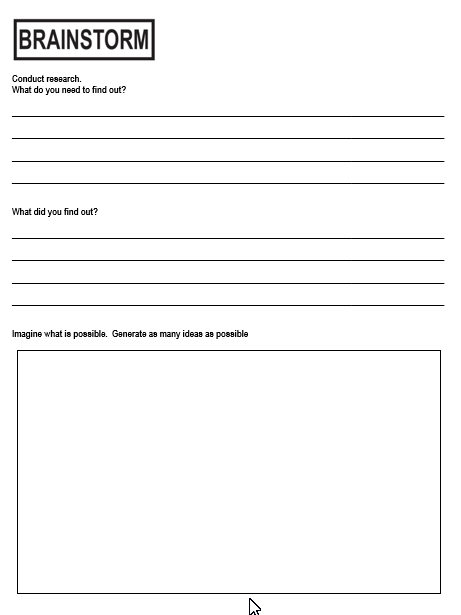 BRAINSTORM
Conduct research.
What do you need to find out?
What did you find out?
Imagine what is possible.  Generate as many ideas as possible